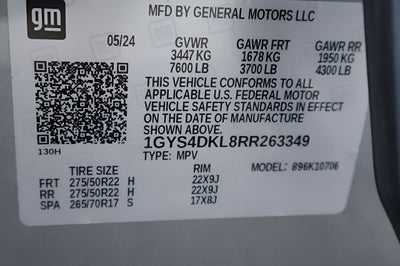 gm
MFD BY GENERAL MOTORS LLC
05/24 GVWR GAWR FRT GAWR RR
3447 KG 1678 KG 1950 KG
7600 LB 3700 LB 4300 LB
THIS VEHICLE CONFORMS TO ALL
APPLICABLE U.S. FEDERAL MOTOR
VEHICLE SAFETY STANDARDS IN EFFECT
ON THE DATE OF MANUFACTURE
SHOWN ABOVE.
1GYS4DKL8RR263349
130H TYPE: MPV
TIRE SIZE RIM MODEL: 896K10706
FRT 275/50R22 H 22X9J
RR 275/50R22 H 22X9J
SPA 265/70R17 S 17X8J